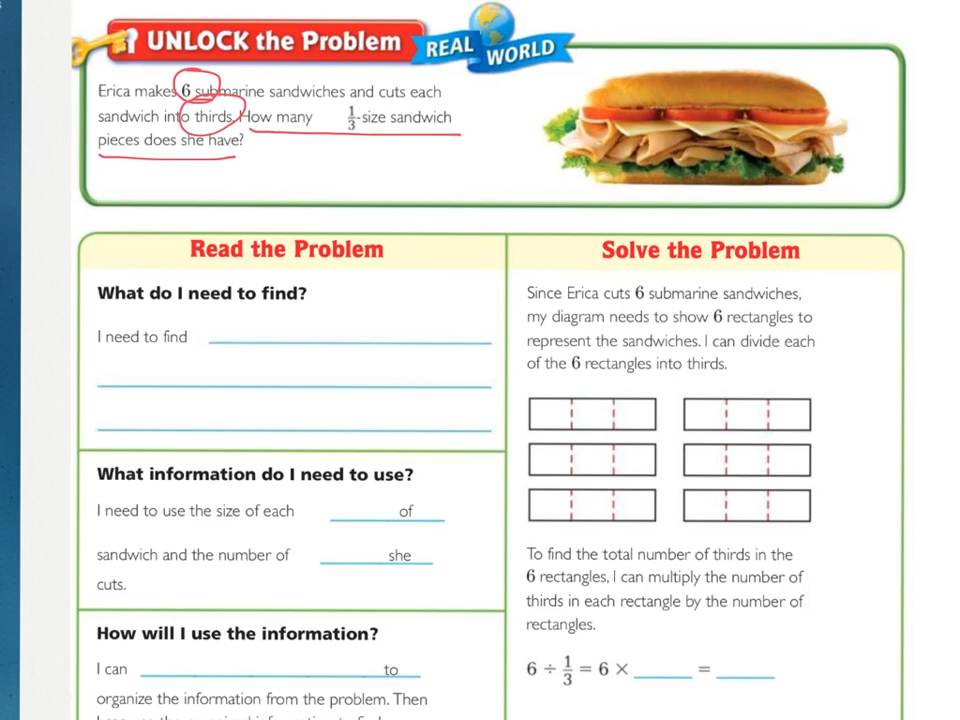 UNLOCK the Problem REAL WORLD
Erica makes 6 submarine sandwiches and cuts each
sandwich into thirds. How many 1/3-size sandwich
pieces does she have?
Read the Problem
What do I need to find?
I need to find
What information do I need to use?
I need to use the size of each of
sandwich and the number of she
cuts.
How will I use the information?
I can to
organize the information from the problem. Then
Solve the Problem
Since Erica cuts 6 submarine sandwiches,
my diagram needs to show 6 rectangles to
represent the sandwiches. I can divide each
of the 6 rectangles into thirds.
To find the total number of thirds in the
6 rectangles, I can multiply the number of
thirds in each rectangle by the number of
rectangles.
6 ÷ 1/3 = 6 × ____ = ____